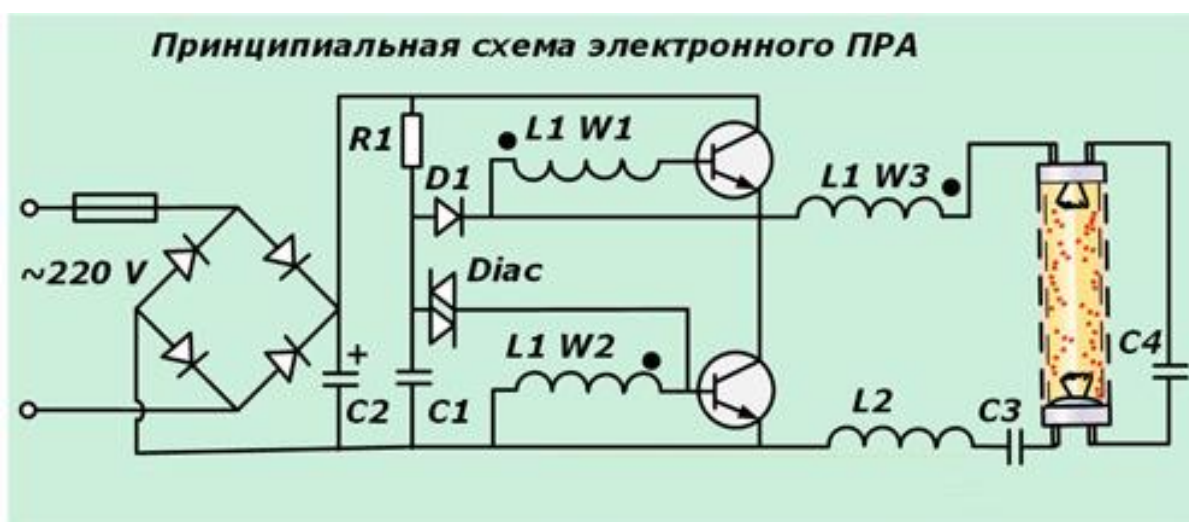 Принципиальная схема электронного ПРА
R1
L1 W1
D1
L1 W3
~220 V
Diac
L1 W2
+
C2
C1
L2
C3
C4